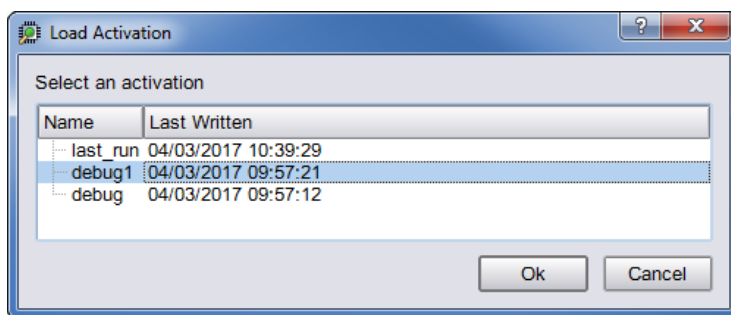 Load Activation
?
Select an activation
Name Last Written
last_run 04/03/2017 10:39:29
debug1 04/03/2017 09:57:21
debug 04/03/2017 09:57:12
Ok Cancel